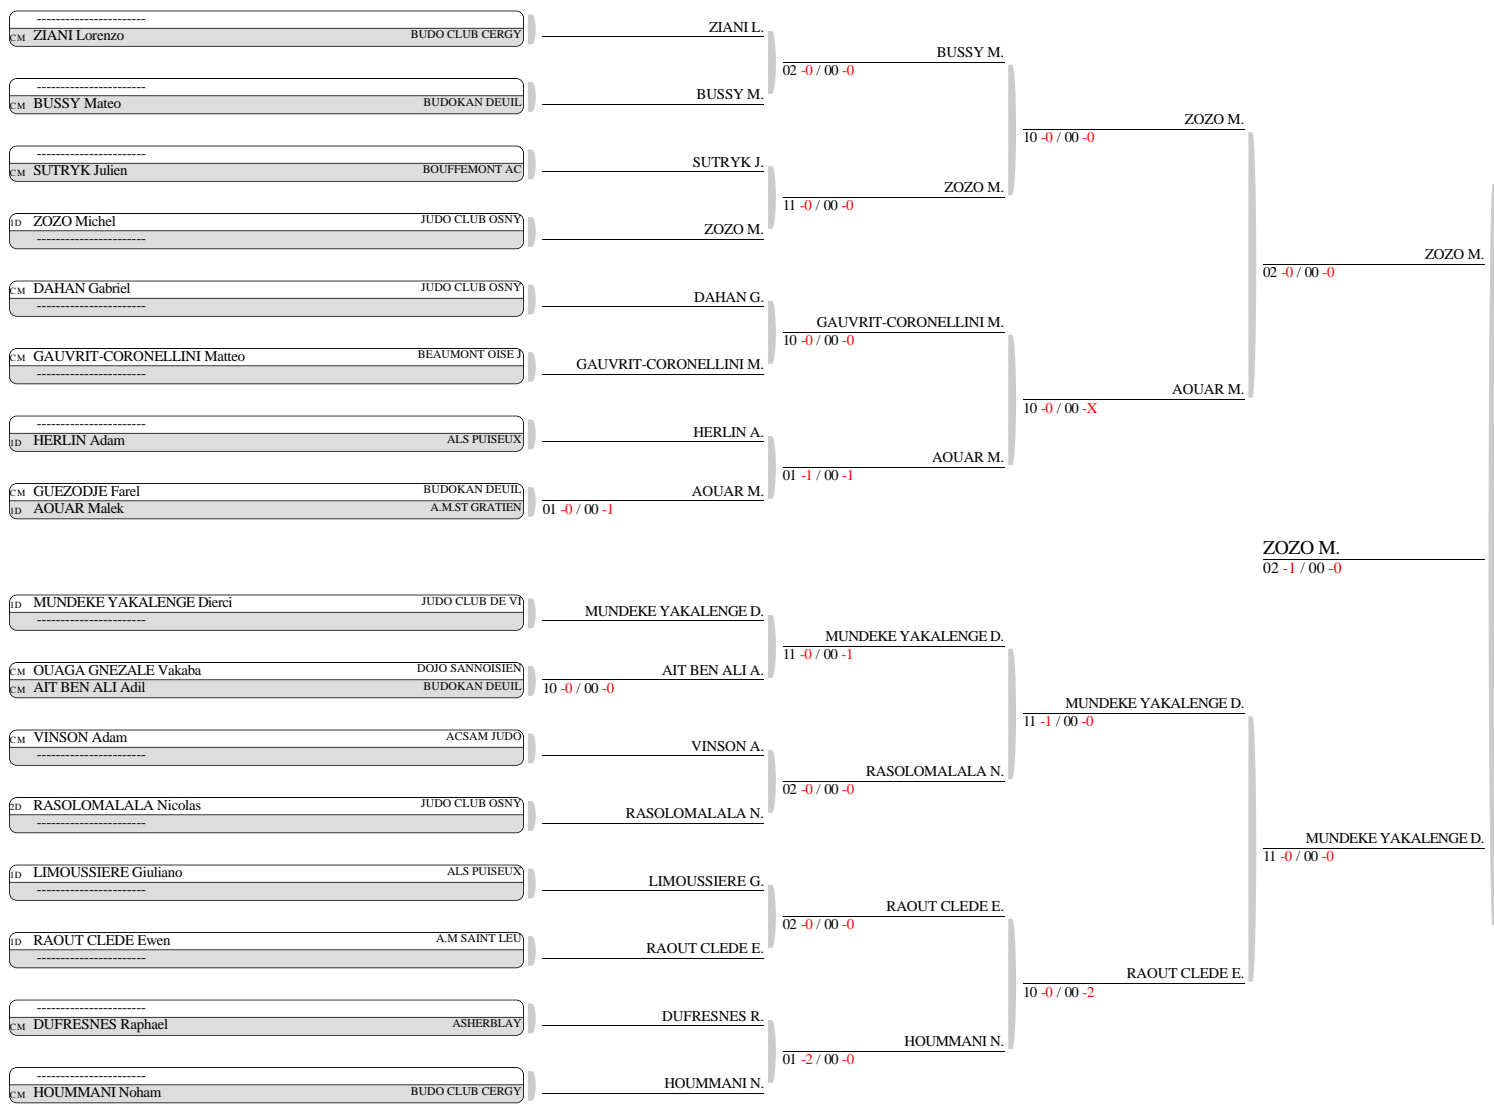 -----------------------
CM ZIANI Lorenzo BUDO CLUB CERGY
-----------------------
CM BUSSY Mateo BUDOKAN DEUIL
-----------------------
CM SUTRYK Julien BOUFFEMONT AC
1D ZOZO Michel JUDO CLUB OSNY
-----------------------
CM DAHAN Gabriel JUDO CLUB OSNY
-----------------------
CM GAUVRIT-CORONELLINI Matteo BEAUMONT OISE J
-----------------------
-----------------------
1D HERLIN Adam ALS PUISEUX
CM GUEZODJE Farel BUDOKAN DEUIL
1D AOUAR Malek A.M.ST GRATIEN
1D MUNDEKE YAKALENGE Dierci JUDO CLUB DE VI
-----------------------
CM OUAGA GNEZALE Vakaba DOJO SANNOISIEN
CM AIT BEN ALI Adil BUDOKAN DEUIL
CM VINSON Adam ACSAM JUDO
-----------------------
2D RASOLOMALALA Nicolas JUDO CLUB OSNY
-----------------------
1D LIMOUSSIERE Giuliano ALS PUISEUX
-----------------------
1D RAOUT CLEDE Ewen A.M SAINT LEU
-----------------------
-----------------------
CM DUFRESNES Raphael ASHERBLAY
-----------------------
CM HOUMMANI Noham BUDO CLUB CERGY
ZIANI L.
BUSSY M.
SUTRYK J.
ZOZO M.
DAHAN G.
GAUVRIT-CORONELLINI M.
HERLIN A.
AOUAR M.
01 -0 / 00 -1
MUNDEKE YAKALENGE D.
AIT BEN ALI A.
10 -0 / 00 -0
VINSON A.
RASOLOMALALA N.
LIMOUSSIERE G.
RAOUT CLEDE E.
DUFRESNES R.
HOUMMANI N.
BUSSY M.
02 -0 / 00 -0
ZOZO M.
11 -0 / 00 -0
GAUVRIT-CORONELLINI M.
10 -0 / 00 -0
AOUAR M.
01 -1 / 00 -1
MUNDEKE YAKALENGE D.
11 -0 / 00 -1
RASOLOMALALA N.
02 -0 / 00 -0
RAOUT CLEDE E.
02 -0 / 00 -0
HOUMMANI N.
01 -2 / 00 -0
ZOZO M.
10 -0 / 00 -0
AOUAR M.
10 -0 / 00 -X
MUNDEKE YAKALENGE D.
11 -1 / 00 -0
RAOUT CLEDE E.
10 -0 / 00 -2
ZOZO M.
02 -0 / 00 -0
ZOZO M.
02 -1 / 00 -0
MUNDEKE YAKALENGE D.
11 -0 / 00 -0